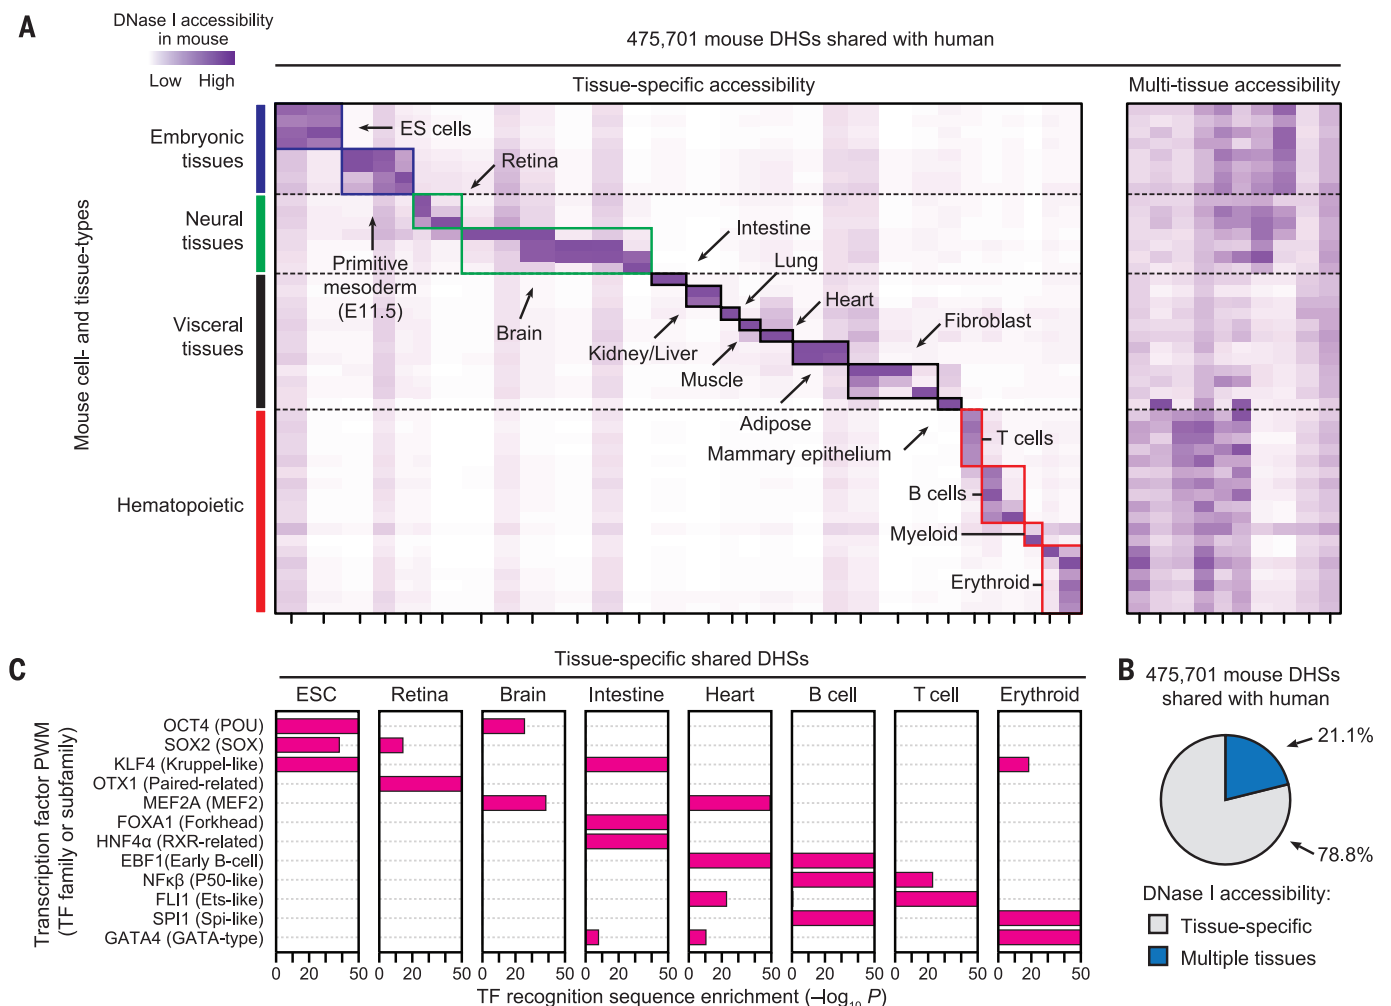 A
DNase I accessibility
in mouse
Low High
475,701 mouse DHSs shared with human
Tissue-specific accessibility
Multi-tissue accessibility
Mouse cell- and tissue-types
Embryonic
tissues
Neural
tissues
Visceral
tissues
Hematopoietic
ES cells
Retina
Primitive
mesoderm
(E11.5)
Brain
Intestine
Lung
Heart
Fibroblast
Kidney/Liver
Muscle
Adipose
Mammary epithelium
T cells
B cells
Myeloid
Erythroid
C
Tissue-specific shared DHSs
ESC Retina Brain Intestine Heart B cell T cell Erythroid
Transcription factor PWM
(TF family or subfamily)
OCT4 (POU)
SOX2 (SOX)
KLF4 (Kruppel-like)
OTX1 (Paired-related)
MEF2A (MEF2)
FOXA1 (Forkhead)
HNF4α (RXR-related)
EBF1(Early B-cell)
NFκβ (P50-like)
FLI1 (Ets-like)
SPI1 (Spi-like)
GATA4 (GATA-type)
0 20 50 0 20 50 0 20 50 0 20 50 0 20 50 0 20 50 0 20 50 0 20 50
TF recognition sequence enrichment (–log₁₀ P)
B
475,701 mouse DHSs
shared with human
21.1%
78.8%
DNase I accessibility:
Tissue-specific
Multiple tissues